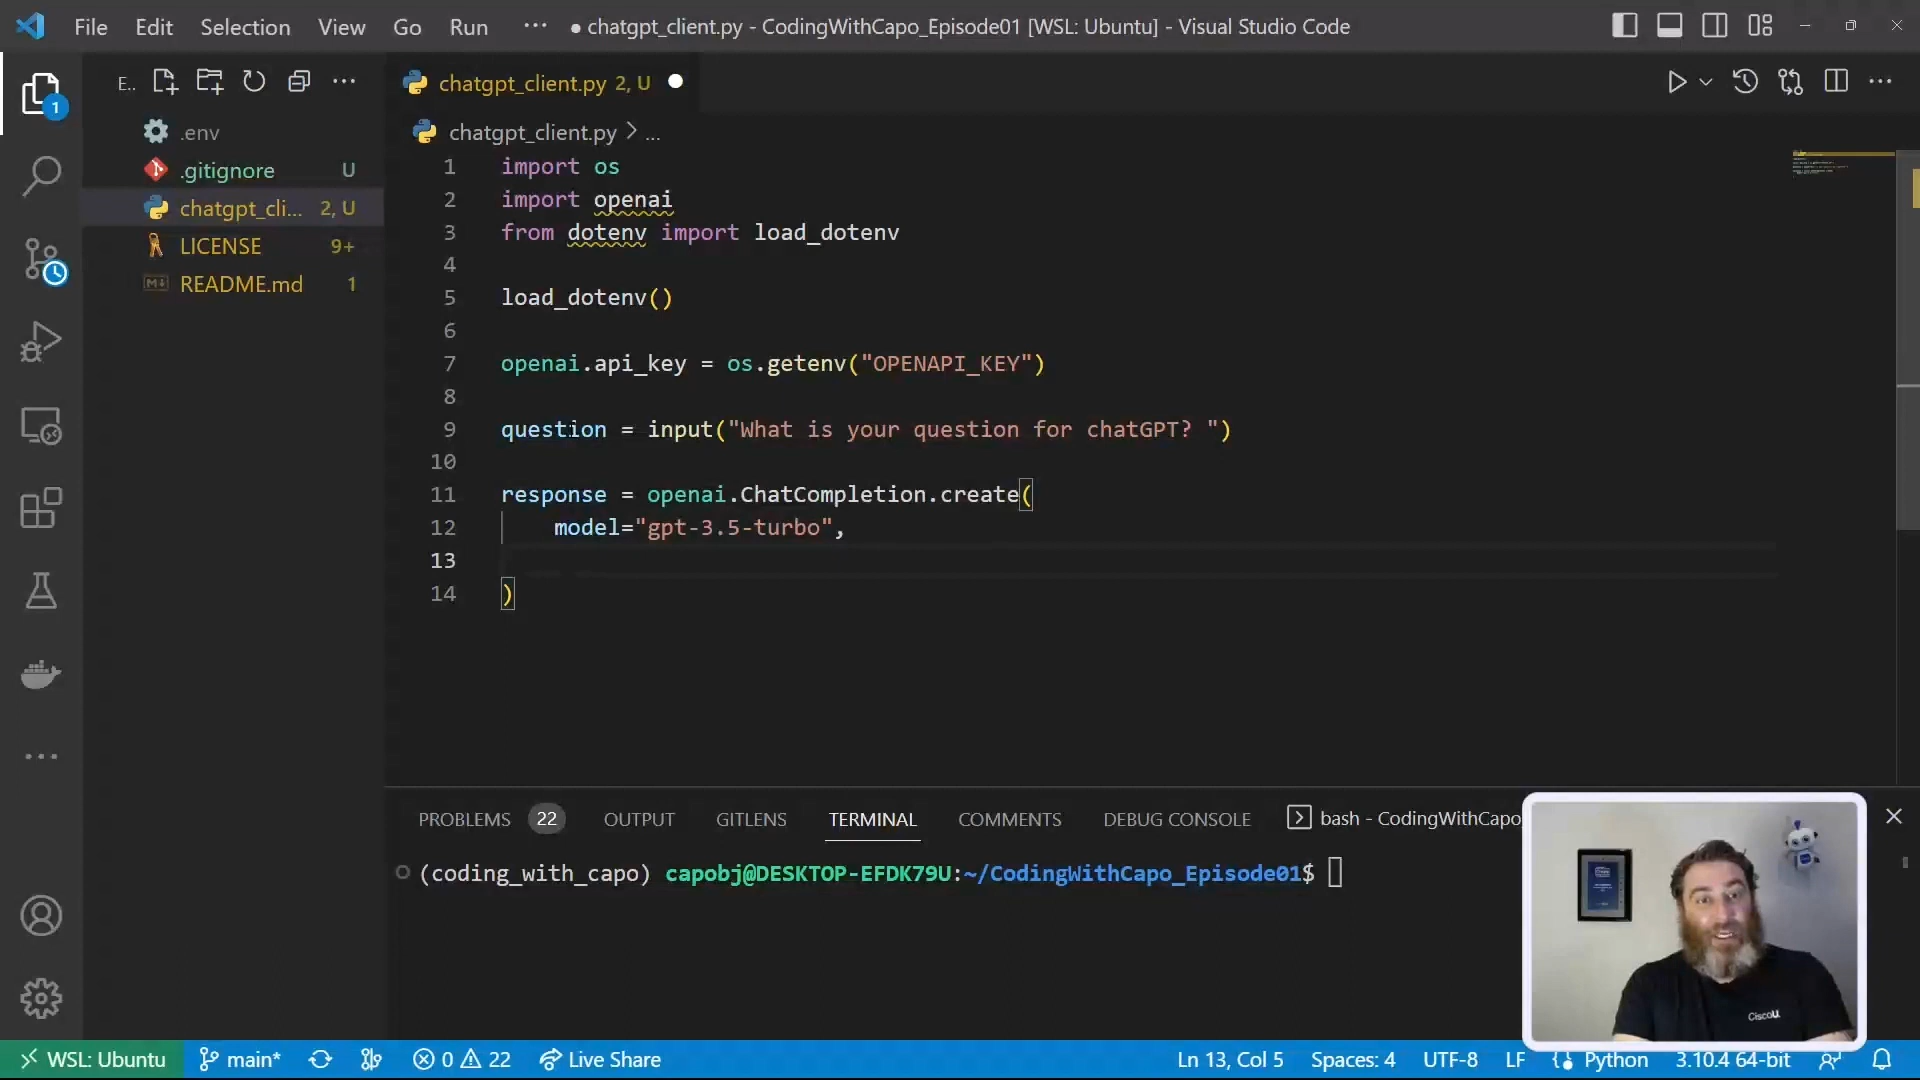 File Edit Selection View Go Run ··· ● chatgpt_client.py - CodingWithCapo_Episode01 [WSL: Ubuntu] - Visual Studio Code
E..
chatgpt_client.py 2, U
1
.env
chatgpt_client.py > ...
.gitignore U
chatgpt_cli... 2, U
LICENSE 9+
README.md 1
1 import os
2 import openai
3 from dotenv import load_dotenv
4
5 load_dotenv()
6
7 openai.api_key = os.getenv("OPENAPI_KEY")
8
9 question = input("What is your question for chatGPT? ")
10
11 response = openai.ChatCompletion.create(
12 model="gpt-3.5-turbo",
13
14 )
PROBLEMS 22 OUTPUT GITLENS TERMINAL COMMENTS DEBUG CONSOLE bash - CodingWithCapo
(coding_with_capo) capobj@DESKTOP-EFDK79U:~/CodingWithCapo_Episode01$
CiscoU.
WSL: Ubuntu main* 0 22 Live Share Ln 13, Col 5 Spaces: 4 UTF-8 LF Python 3.10.4 64-bit